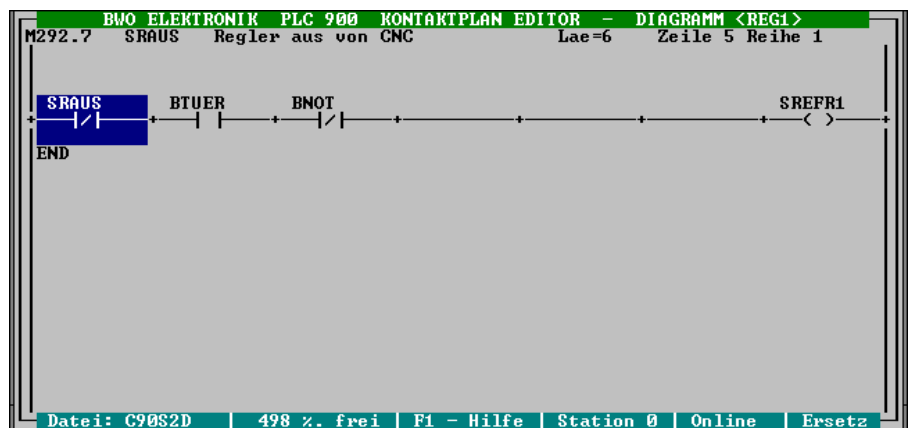 BWO ELEKTRONIK PLC 900 KONTAKTPLAN EDITOR – DIAGRAMM <REG1>
M292.7 SRAUS Regler aus von CNC Lae=6 Zeile 5 Reihe 1
SRAUS BTUER BNOT SREFR1
END
Datei: C90S2D | 498 %. frei | F1 – Hilfe | Station 0 | Online | Ersetz